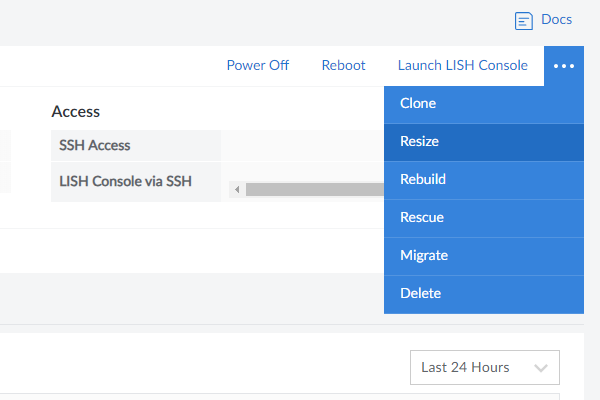 Docs
Power Off Reboot Launch LISH Console
Access
Clone
SSH Access
Resize
LISH Console via SSH
Rebuild
Rescue
Migrate
Delete
Last 24 Hours